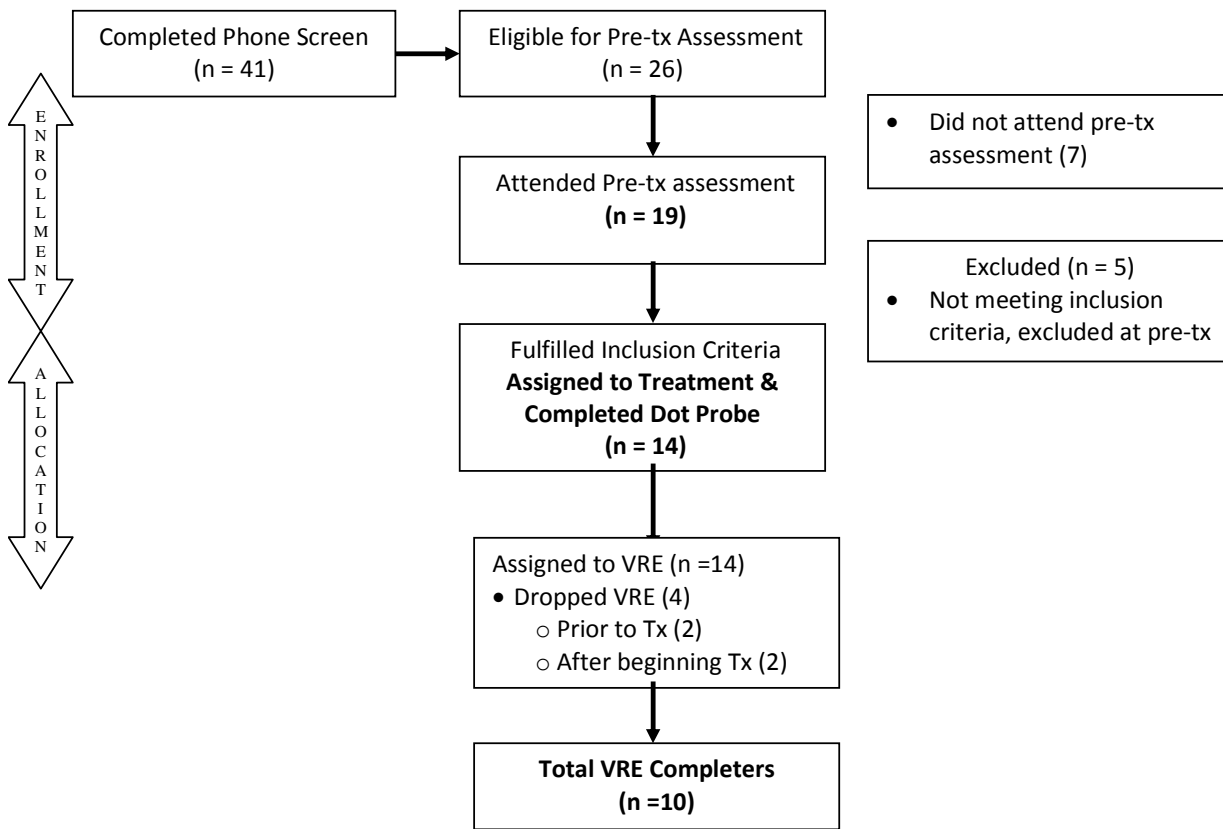 Completed Phone Screen
(n = 41)
Eligible for Pre-tx Assessment
(n = 26)
ENROLLMENT
• Did not attend pre-tx
assessment (7)
Attended Pre-tx assessment
(n = 19)
Excluded (n = 5)
• Not meeting inclusion
criteria, excluded at pre-tx
Fulfilled Inclusion Criteria
Assigned to Treatment &
Completed Dot Probe
(n = 14)
ALLOCATION
Assigned to VRE (n =14)
• Dropped VRE (4)
○ Prior to Tx (2)
○ After beginning Tx (2)
Total VRE Completers
(n =10)